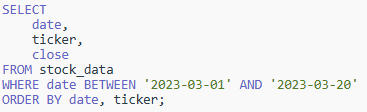 SELECT
    date,
    ticker,
    close
FROM stock_data
WHERE date BETWEEN '2023-03-01' AND '2023-03-20'
ORDER BY date, ticker;